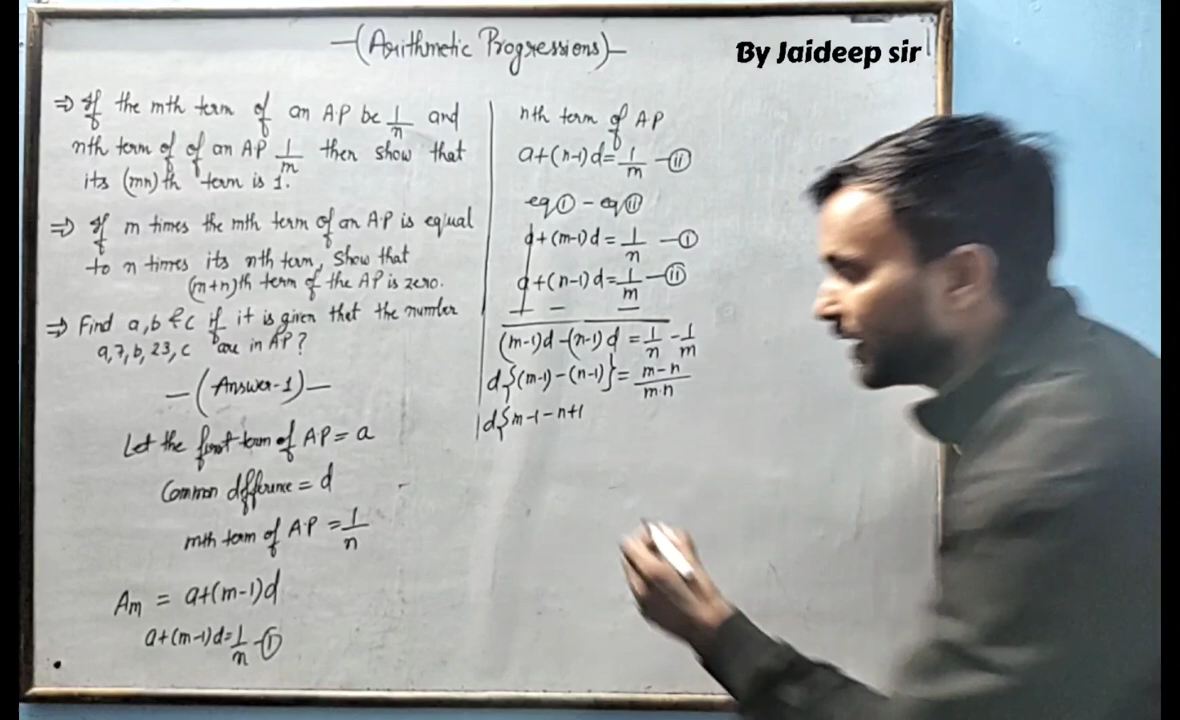 (Arithmetic Progressions)
By Jaideep sir
⇒ If the mth term of an AP be 1/n and
nth term of of an AP 1/m then show that
its (mn)th term is 1.
⇒ If m times the mth term of an A.P is equal
to n times its nth term, show that
(m+n)th term of the AP is zero.
⇒ Find a, b & c if it is given that the number
a, 7, b, 23, c are in AP?
(Answer-1)
Let the first term of AP = a
Common difference = d
mth term of A.P = 1/n
Am = a+(m-1)d
a+(m-1)d = 1/n - (i)
nth term of AP
a+(n-1)d = 1/m - (ii)
eq (i) - eq (ii)
a+(m-1)d = 1/n - (i)
a+(n-1)d = 1/m - (ii)
- - -
(m-1)d - (n-1)d = 1/n - 1/m
d{(m-1) - (n-1)} = m-n/m.n
d{m-1-n+1